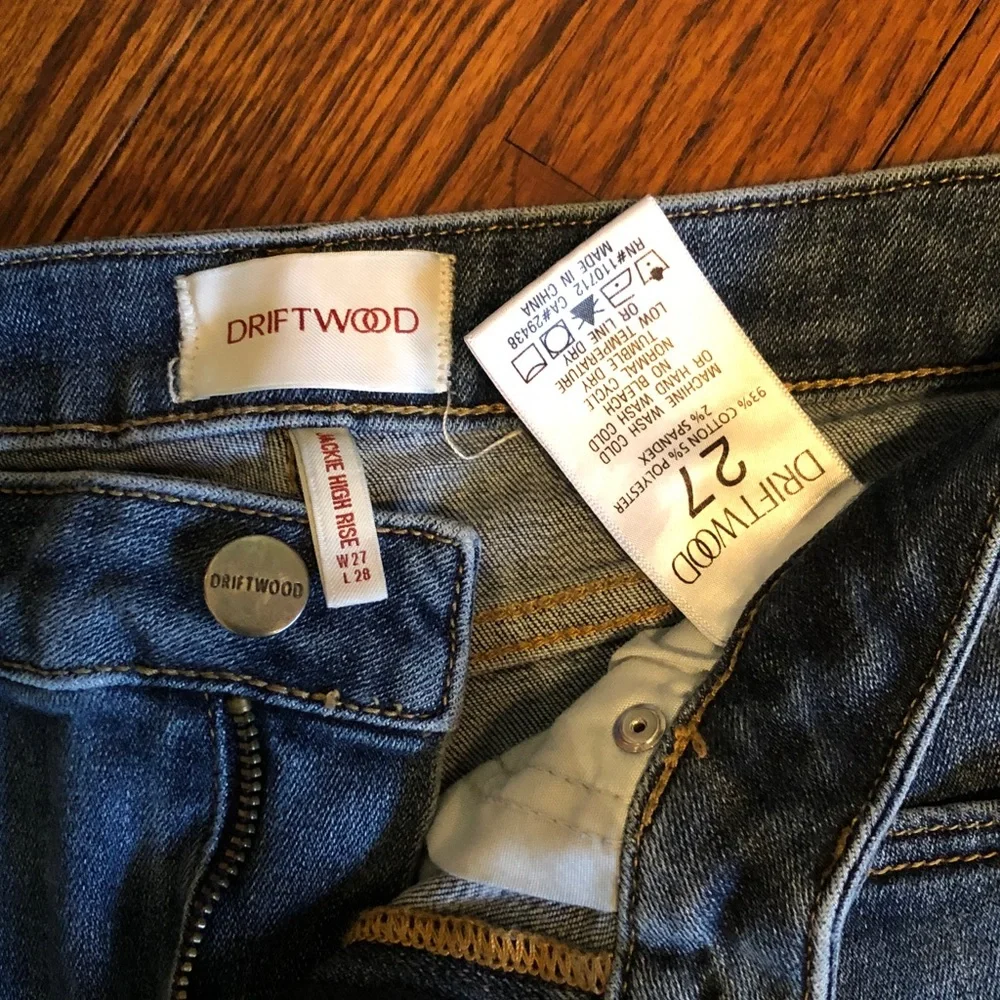 DRIFTWOOD
JACKIE HIGH RISE
W27
L 28
DRIFTWOOD
DRIFTWOOD
27
93% COTTON 5% POLYESTER
2% SPANDEX
MACHINE WASH COLD
OR HAND WASH COLD
NO BLEACH
NORMAL CYCLE
TUMBLE DRY
LOW TEMPERATURE
OR LINE DRY
RN#110712 CA#29438
MADE IN CHINA